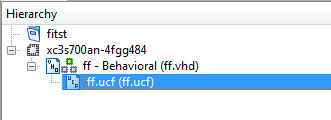 Hierarchy
fitst
xc3s700an-4fgg484
ff - Behavioral (ff.vhd)
ff.ucf (ff.ucf)